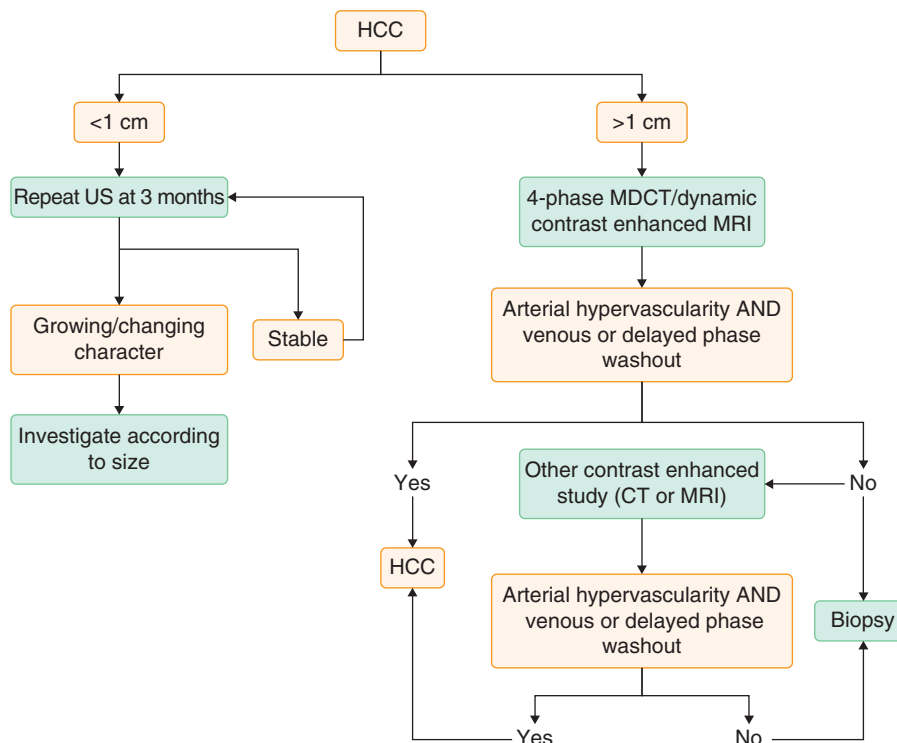 HCC
<1 cm
>1 cm
Repeat US at 3 months
4-phase MDCT/dynamic
contrast enhanced MRI
Growing/changing
character
Stable
Arterial hypervascularity AND
venous or delayed phase
washout
Investigate according
to size
Yes
Other contrast enhanced
study (CT or MRI)
No
HCC
Arterial hypervascularity AND
venous or delayed phase
washout
Biopsy
Yes
No